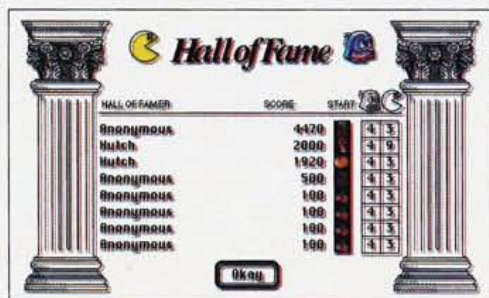 Hall of Fame
HALL OF FAMER SCORE START
Anonymous 4470 4 3
Hutch 2000 4 9
Hutch 1920 4 3
Anonymous 500 4 3
Anonymous 100 4 3
Anonymous 100 4 3
Anonymous 100 4 3
Anonymous 100 4 3
Okay